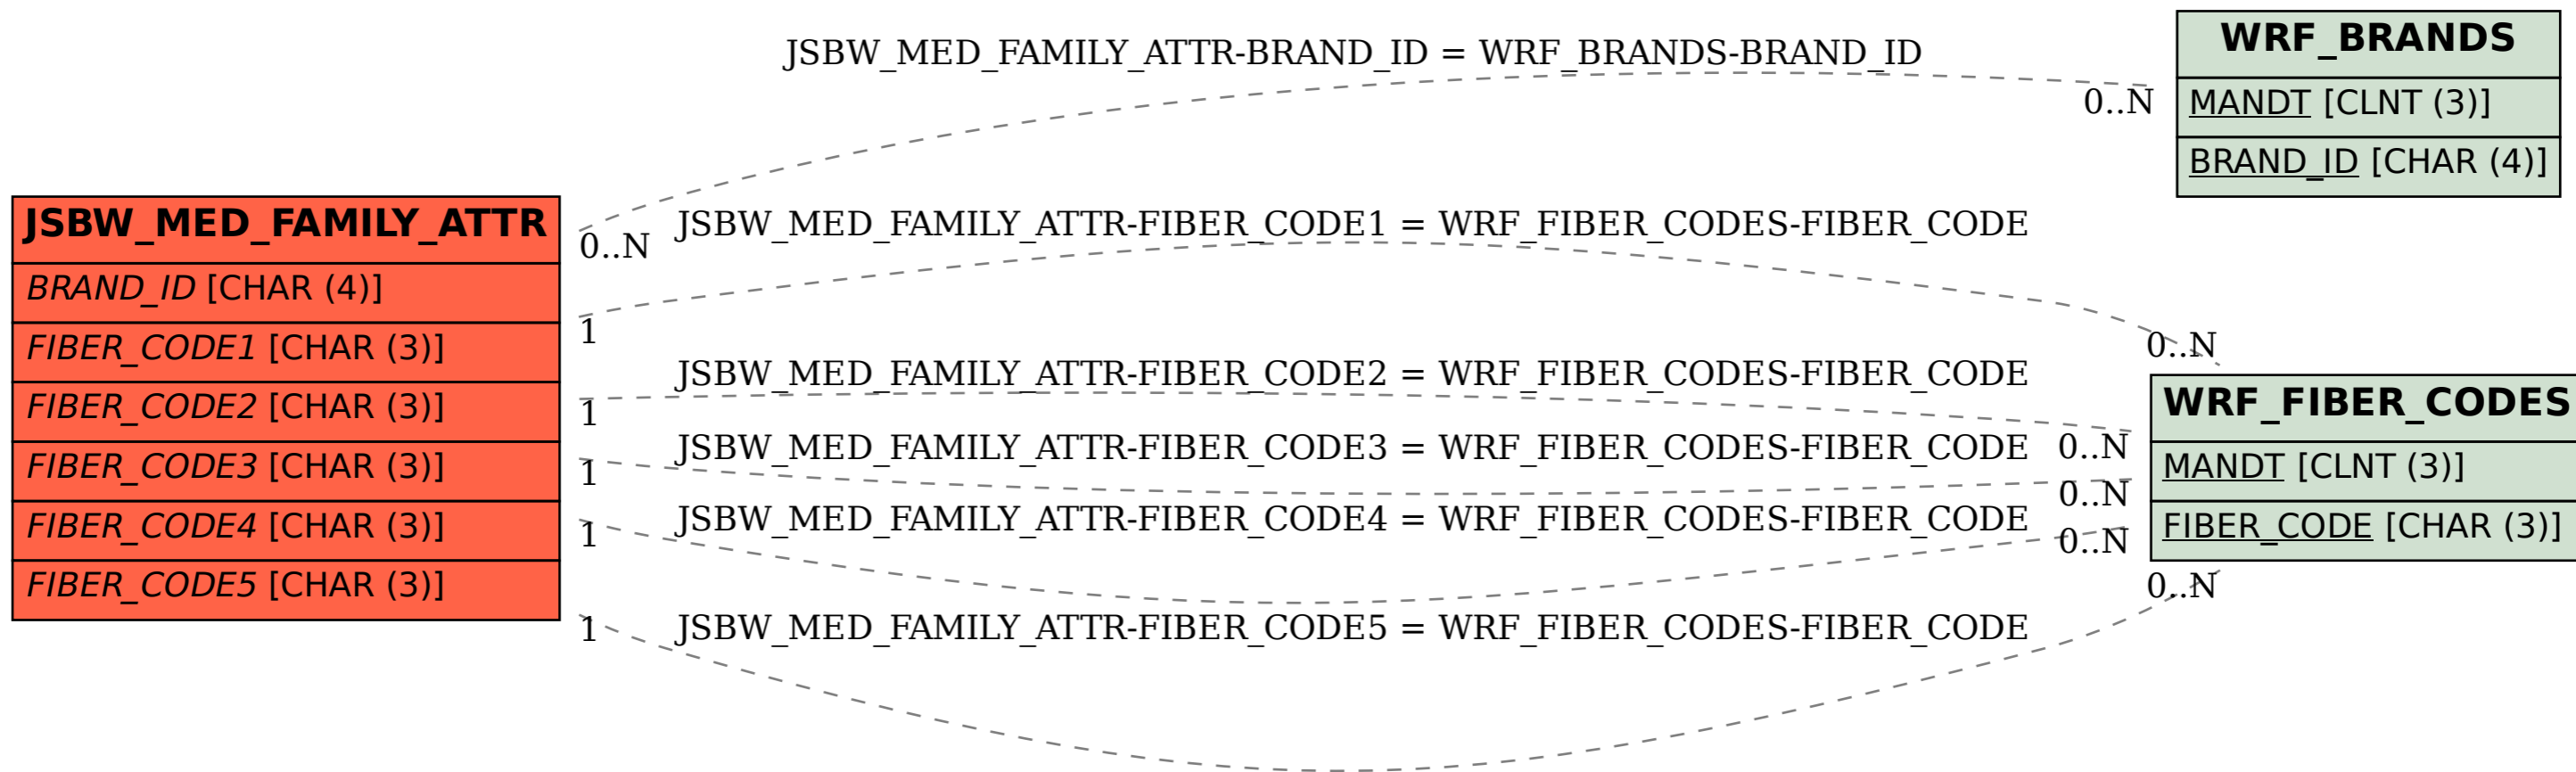 JSBW_MED_FAMILY_ATTR
BRAND_ID [CHAR (4)]
FIBER_CODE1 [CHAR (3)]
FIBER_CODE2 [CHAR (3)]
FIBER_CODE3 [CHAR (3)]
FIBER_CODE4 [CHAR (3)]
FIBER_CODE5 [CHAR (3)]
JSBW_MED_FAMILY_ATTR-BRAND_ID = WRF_BRANDS-BRAND_ID
0..N
0..N
JSBW_MED_FAMILY_ATTR-FIBER_CODE1 = WRF_FIBER_CODES-FIBER_CODE
1
0..N
JSBW_MED_FAMILY_ATTR-FIBER_CODE2 = WRF_FIBER_CODES-FIBER_CODE
1
0..N
JSBW_MED_FAMILY_ATTR-FIBER_CODE3 = WRF_FIBER_CODES-FIBER_CODE
1
0..N
JSBW_MED_FAMILY_ATTR-FIBER_CODE4 = WRF_FIBER_CODES-FIBER_CODE
1
0..N
JSBW_MED_FAMILY_ATTR-FIBER_CODE5 = WRF_FIBER_CODES-FIBER_CODE
1
0..N
WRF_BRANDS
MANDT [CLNT (3)]
BRAND_ID [CHAR (4)]
WRF_FIBER_CODES
MANDT [CLNT (3)]
FIBER_CODE [CHAR (3)]